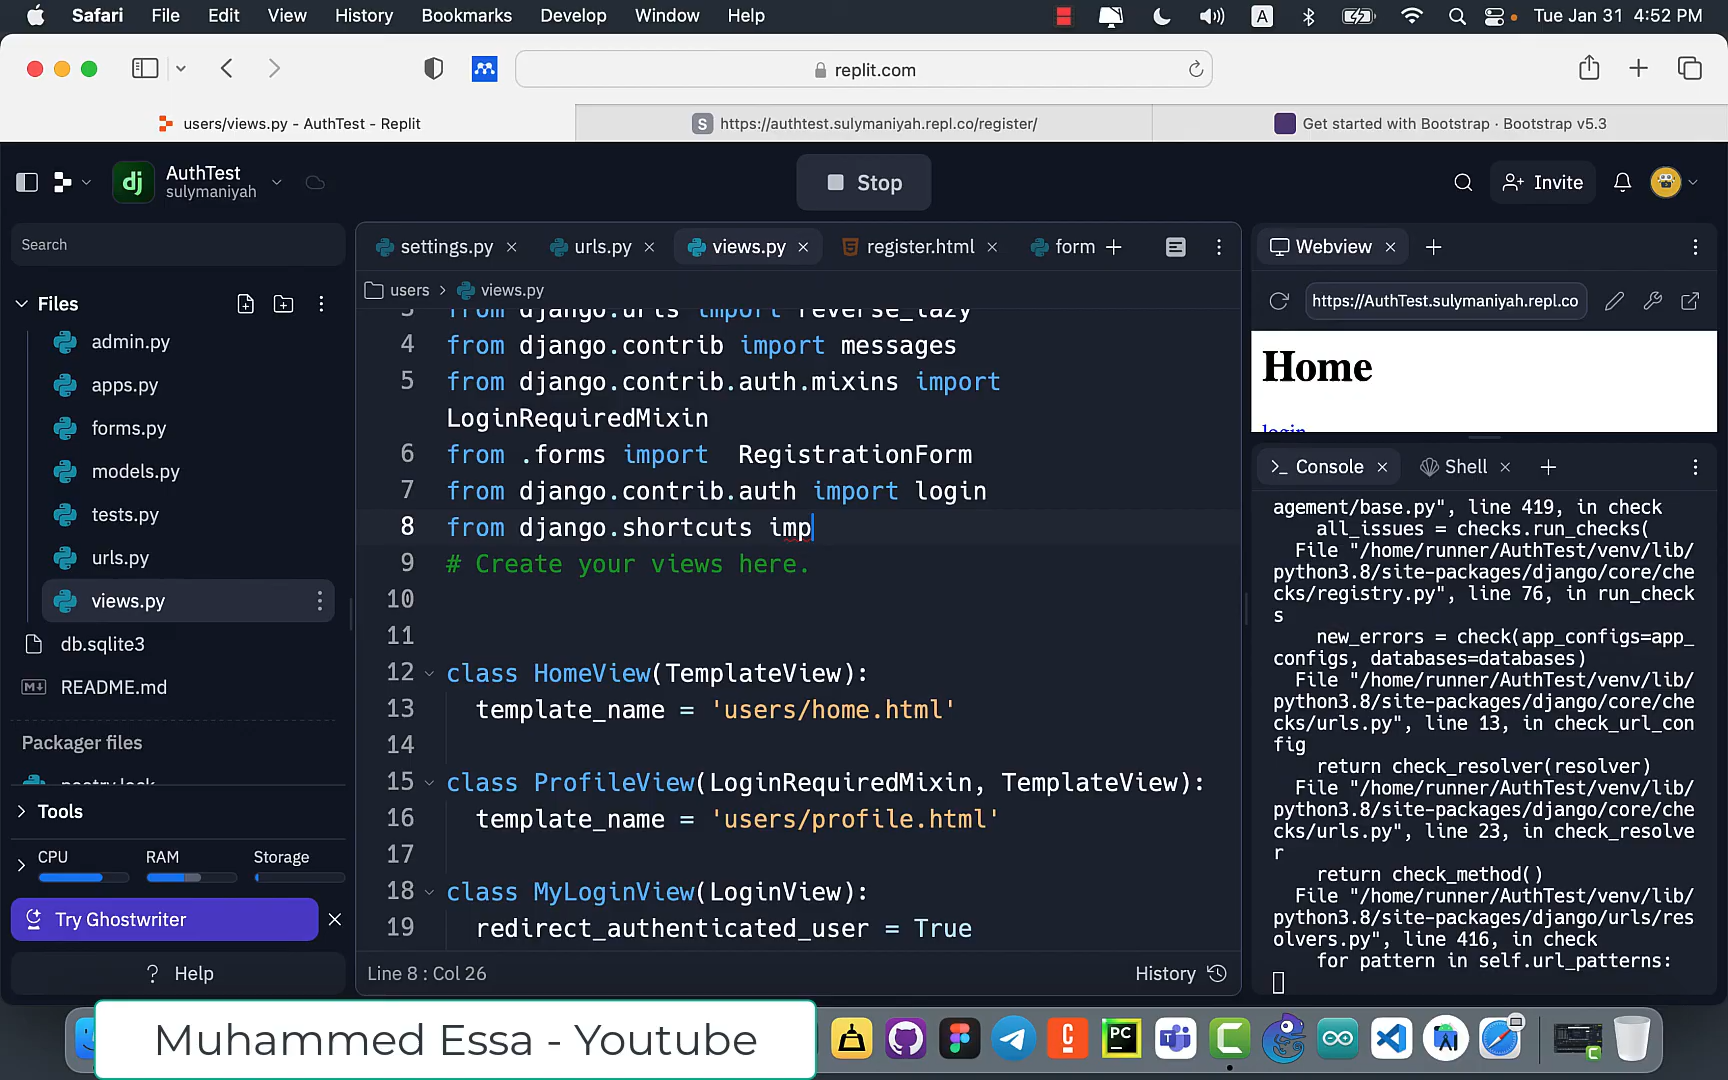 Safari File Edit View History Bookmarks Develop Window Help A Tue Jan 31 4:52 PM
replit.com
users/views.py - AuthTest - Replit
S https://authtest.sulymaniyah.repl.co/register/
Get started with Bootstrap · Bootstrap v5.3
dj AuthTest
sulymaniyah
Stop
Invite
Search
Files
admin.py
apps.py
forms.py
models.py
tests.py
urls.py
views.py
db.sqlite3
README.md
Packager files
poetry.lock
Tools
CPU RAM Storage
Try Ghostwriter
? Help
settings.py urls.py views.py register.html form
users > views.py
3 from django.urls import reverse_lazy
4 from django.contrib import messages
5 from django.contrib.auth.mixins import
LoginRequiredMixin
6 from .forms import  RegistrationForm
7 from django.contrib.auth import login
8 from django.shortcuts imp
9 # Create your views here.
10
11
12 class HomeView(TemplateView):
13 template_name = 'users/home.html'
14
15 class ProfileView(LoginRequiredMixin, TemplateView):
16 template_name = 'users/profile.html'
17
18 class MyLoginView(LoginView):
19 redirect_authenticated_user = True
Line 8 : Col 26
History
Webview
https://AuthTest.sulymaniyah.repl.co
Home
login
>_ Console Shell
agement/base.py", line 419, in check
all_issues = checks.run_checks(
File "/home/runner/AuthTest/venv/lib/
python3.8/site-packages/django/core/che
cks/registry.py", line 76, in run_check
s
new_errors = check(app_configs=app_
configs, databases=databases)
File "/home/runner/AuthTest/venv/lib/
python3.8/site-packages/django/core/che
cks/urls.py", line 13, in check_url_con
fig
return check_resolver(resolver)
File "/home/runner/AuthTest/venv/lib/
python3.8/site-packages/django/core/che
cks/urls.py", line 23, in check_resolve
r
return check_method()
File "/home/runner/AuthTest/venv/lib/
python3.8/site-packages/django/urls/res
olvers.py", line 416, in check
for pattern in self.url_patterns:
Muhammed Essa - Youtube
PC